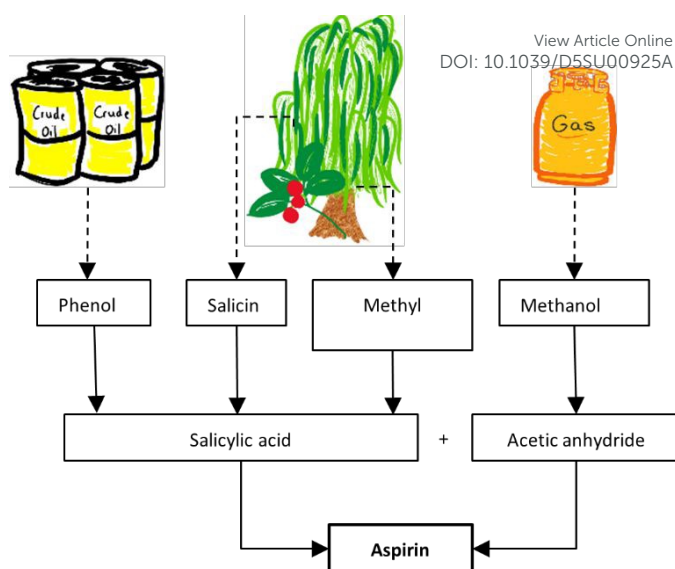 View Article Online
DOI: 10.1039/D5SU00925A
Crude
Oil
Crude
Oil
Gas
Phenol
Salicin
Methyl
Methanol
Salicylic acid
+
Acetic anhydride
Aspirin